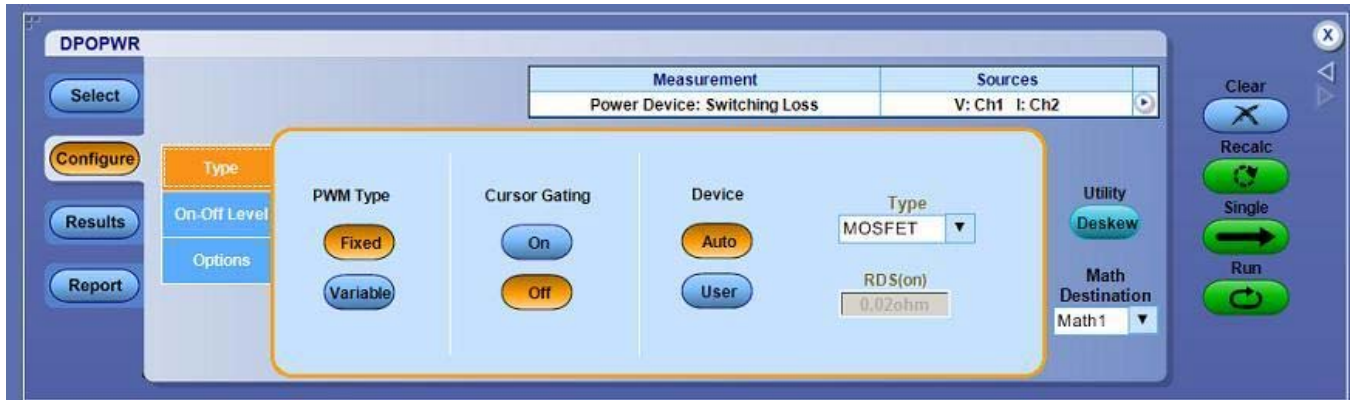 DPOPWR
Select
Configure
Results
Report
Measurement Sources
Power Device: Switching Loss V: Ch1 I: Ch2
Type
On-Off Level
Options
PWM Type
Fixed
Variable
Cursor Gating
On
Off
Device
Auto
User
Type
MOSFET
RDS(on)
0.02ohm
Utility
Deskew
Math
Destination
Math1
X
Clear
Recalc
Single
Run